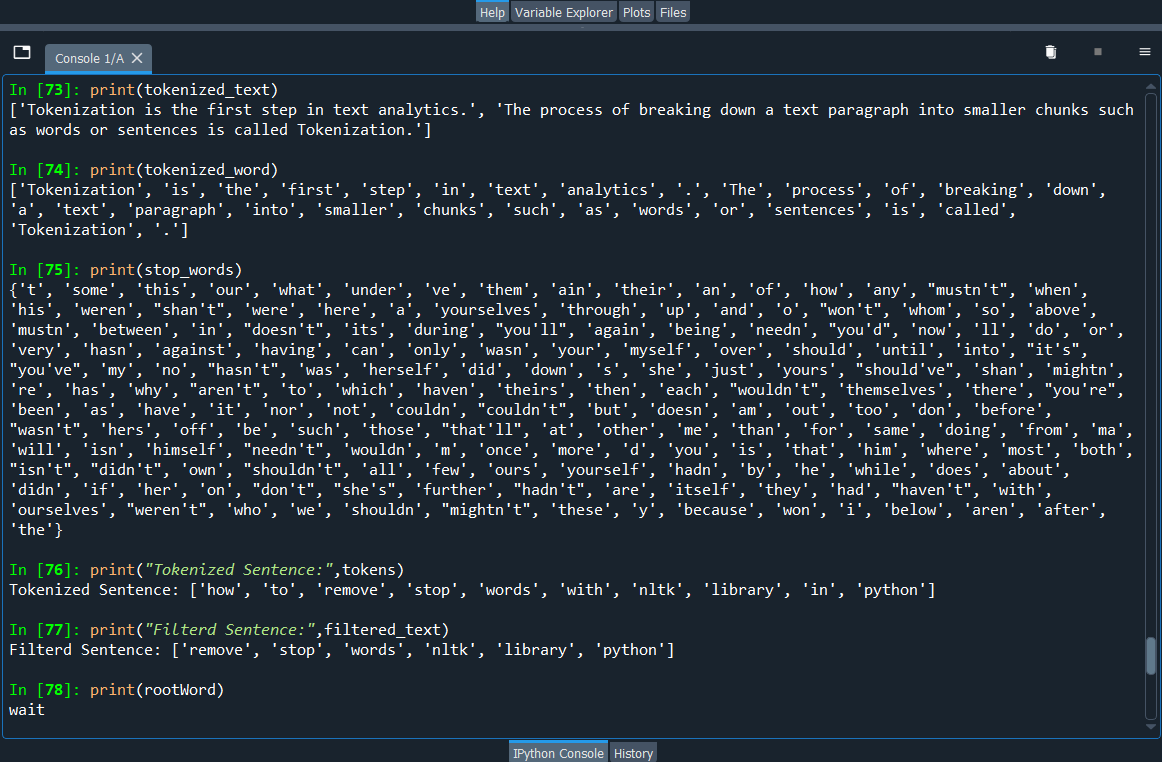 Help Variable Explorer Plots Files
Console 1/A
In [73]: print(tokenized_text)
['Tokenization is the first step in text analytics.', 'The process of breaking down a text paragraph into smaller chunks such
as words or sentences is called Tokenization.']
In [74]: print(tokenized_word)
['Tokenization', 'is', 'the', 'first', 'step', 'in', 'text', 'analytics', '.', 'The', 'process', 'of', 'breaking', 'down',
'a', 'text', 'paragraph', 'into', 'smaller', 'chunks', 'such', 'as', 'words', 'or', 'sentences', 'is', 'called',
'Tokenization', '.']
In [75]: print(stop_words)
{'t', 'some', 'this', 'our', 'what', 'under', 've', 'them', 'ain', 'their', 'an', 'of', 'how', 'any', "mustn't", 'when',
'his', 'weren', "shan't", 'were', 'here', 'a', 'yourselves', 'through', 'up', 'and', 'o', "won't", 'whom', 'so', 'above',
'mustn', 'between', 'in', "doesn't", 'its', 'during', "you'll", 'again', 'being', 'needn', "you'd", 'now', 'll', 'do', 'or',
'very', 'hasn', 'against', 'having', 'can', 'only', 'wasn', 'your', 'myself', 'over', 'should', 'until', 'into', "it's",
"you've", 'my', 'no', "hasn't", 'was', 'herself', 'did', 'down', 's', 'she', 'just', 'yours', "should've", 'shan', 'mightn',
're', 'has', 'why', "aren't", 'to', 'which', 'haven', 'theirs', 'then', 'each', "wouldn't", 'themselves', 'there', "you're",
'been', 'as', 'have', 'it', 'nor', 'not', 'couldn', "couldn't", 'but', 'doesn', 'am', 'out', 'too', 'don', 'before',
"wasn't", 'hers', 'off', 'be', 'such', 'those', "that'll", 'at', 'other', 'me', 'than', 'for', 'same', 'doing', 'from', 'ma',
'will', 'isn', 'himself', "needn't", 'wouldn', 'm', 'once', 'more', 'd', 'you', 'is', 'that', 'him', 'where', 'most', 'both',
"isn't", "didn't", 'own', "shouldn't", 'all', 'few', 'ours', 'yourself', 'hadn', 'by', 'he', 'while', 'does', 'about',
'didn', 'if', 'her', 'on', "don't", "she's", 'further', "hadn't", 'are', 'itself', 'they', 'had', "haven't", 'with',
'ourselves', "weren't", 'who', 'we', 'shouldn', "mightn't", 'these', 'y', 'because', 'won', 'i', 'below', 'aren', 'after',
'the'}
In [76]: print("Tokenized Sentence:",tokens)
Tokenized Sentence: ['how', 'to', 'remove', 'stop', 'words', 'with', 'nltk', 'library', 'in', 'python']
In [77]: print("Filterd Sentence:",filtered_text)
Filterd Sentence: ['remove', 'stop', 'words', 'nltk', 'library', 'python']
In [78]: print(rootWord)
wait
IPython Console History